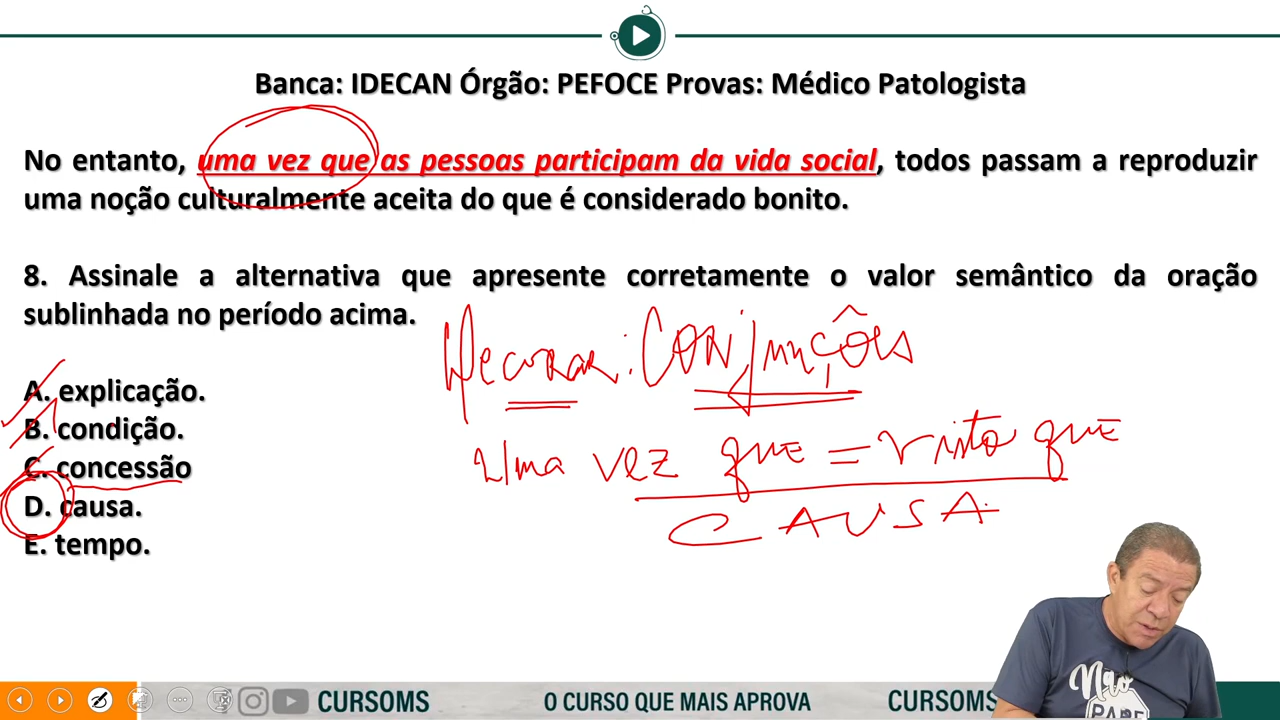 Banca: IDECAN Órgão: PEFOCE Provas: Médico Patologista
No entanto, uma vez que as pessoas participam da vida social, todos passam a reproduzir
uma noção culturalmente aceita do que é considerado bonito.
8. Assinale a alternativa que apresente corretamente o valor semântico da oração
sublinhada no período acima.
Decorar: Conjunções
A. explicação.
B. condição.
Uma vez que = visto que
C. concessão
D. causa.
CAUSA
E. tempo.
Não
PARE
CURSOMS
O CURSO QUE MAIS APROVA
CURSOMS